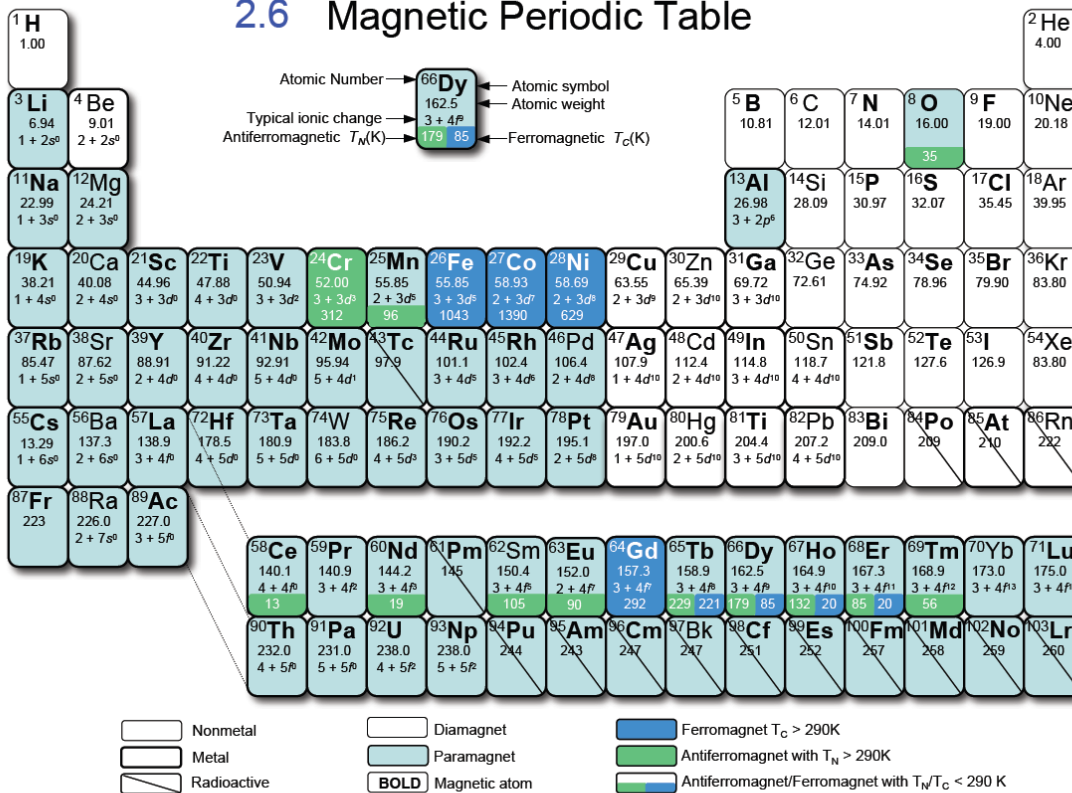 2.6 Magnetic Periodic Table
1 H
1.00
2 He
4.00
Atomic Number
Typical ionic change
Antiferromagnetic T_N(K)
66 Dy
162.5
3 + 4f⁹
179 85
Atomic symbol
Atomic weight
Ferromagnetic T_C(K)
3 Li
6.94
1 + 2s⁰
4 Be
9.01
2 + 2s⁰
5 B
10.81
6 C
12.01
7 N
14.01
8 O
16.00
35
9 F
19.00
10 Ne
20.18
11 Na
22.99
1 + 3s⁰
12 Mg
24.21
2 + 3s⁰
13 Al
26.98
3 + 2p⁶
14 Si
28.09
15 P
30.97
16 S
32.07
17 Cl
35.45
18 Ar
39.95
19 K
38.21
1 + 4s⁰
20 Ca
40.08
2 + 4s⁰
21 Sc
44.96
3 + 3d⁰
22 Ti
47.88
4 + 3d⁰
23 V
50.94
3 + 3d²
24 Cr
52.00
3 + 3d³
312
25 Mn
55.85
2 + 3d⁵
96
26 Fe
55.85
3 + 3d⁵
1043
27 Co
58.93
2 + 3d⁷
1390
28 Ni
58.69
2 + 3d⁸
629
29 Cu
63.55
2 + 3d⁹
30 Zn
65.39
2 + 3d¹⁰
31 Ga
69.72
3 + 3d¹⁰
32 Ge
72.61
33 As
74.92
34 Se
78.96
35 Br
79.90
36 Kr
83.80
37 Rb
85.47
1 + 5s⁰
38 Sr
87.62
2 + 5s⁰
39 Y
88.91
2 + 4d⁰
40 Zr
91.22
4 + 4d⁰
41 Nb
92.91
5 + 4d⁰
42 Mo
95.94
5 + 4d¹
43 Tc
97.9
44 Ru
101.1
3 + 4d⁵
45 Rh
102.4
3 + 4d⁶
46 Pd
106.4
2 + 4d⁸
47 Ag
107.9
1 + 4d¹⁰
48 Cd
112.4
2 + 4d¹⁰
49 In
114.8
3 + 4d¹⁰
50 Sn
118.7
4 + 4d¹⁰
51 Sb
121.8
52 Te
127.6
53 I
126.9
54 Xe
83.80
55 Cs
13.29
1 + 6s⁰
56 Ba
137.3
2 + 6s⁰
57 La
138.9
3 + 4f⁰
72 Hf
178.5
4 + 5d⁰
73 Ta
180.9
5 + 5d⁰
74 W
183.8
6 + 5d⁰
75 Re
186.2
4 + 5d³
76 Os
190.2
3 + 5d⁵
77 Ir
192.2
4 + 5d⁵
78 Pt
195.1
2 + 5d⁸
79 Au
197.0
1 + 5d¹⁰
80 Hg
200.6
2 + 5d¹⁰
81 Ti
204.4
3 + 5d¹⁰
82 Pb
207.2
4 + 5d¹⁰
83 Bi
209.0
84 Po
209
85 At
210
86 Rn
222
87 Fr
223
88 Ra
226.0
2 + 7s⁰
89 Ac
227.0
3 + 5f⁰
58 Ce
140.1
4 + 4f⁰
13
59 Pr
140.9
3 + 4f²
60 Nd
144.2
3 + 4f³
19
61 Pm
145
62 Sm
150.4
3 + 4f⁵
105
63 Eu
152.0
2 + 4f⁷
90
64 Gd
157.3
3 + 4f⁷
292
65 Tb
158.9
3 + 4f⁸
229 221
66 Dy
162.5
3 + 4f⁹
179 85
67 Ho
164.9
3 + 4f¹⁰
132 20
68 Er
167.3
3 + 4f¹¹
85 20
69 Tm
168.9
3 + 4f¹²
56
70 Yb
173.0
3 + 4f¹³
71 Lu
175.0
90 Th
232.0
4 + 5f⁰
91 Pa
231.0
5 + 5f⁰
92 U
238.0
4 + 5f²
93 Np
238.0
5 + 5f²
94 Pu
244
95 Am
243
96 Cm
247
97 Bk
247
98 Cf
251
99 Es
252
100 Fm
257
101 Md
258
102 No
259
103 Lr
260
Nonmetal
Metal
Radioactive
Diamagnet
Paramagnet
BOLD Magnetic atom
Ferromagnet T_C > 290K
Antiferromagnet with T_N > 290K
Antiferromagnet/Ferromagnet with T_N/T_C < 290 K